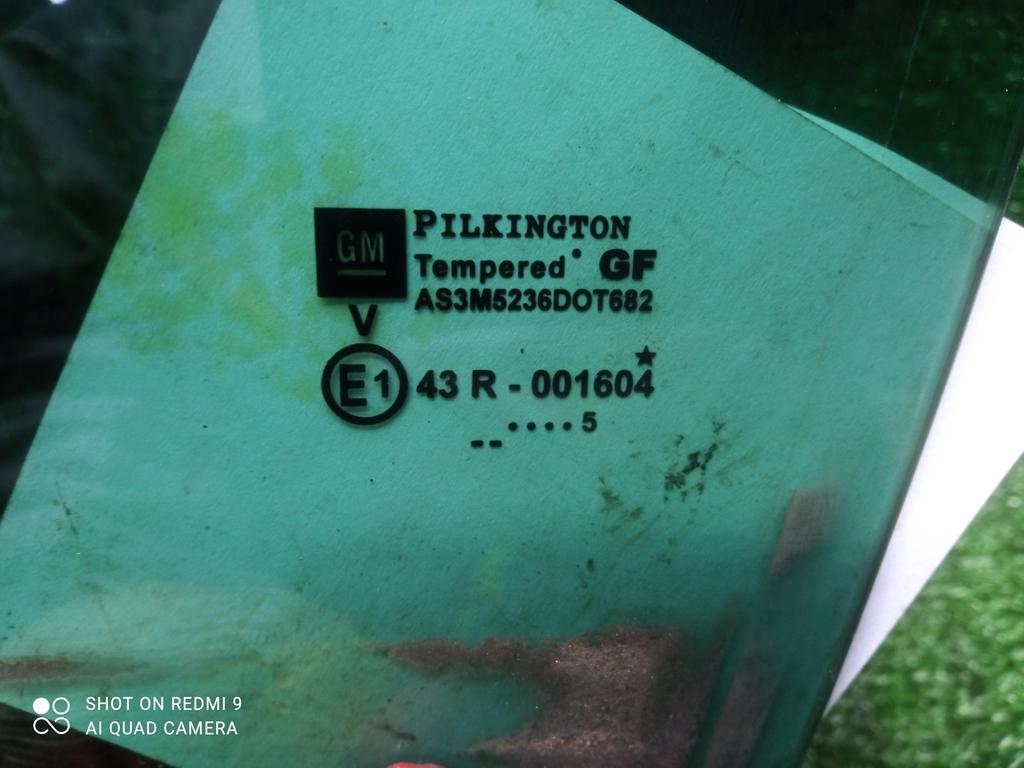 GM
PILKINGTON
Tempered GF
AS3M5236DOT682
V
E1 43 R - 001604 ★
-- .... 5
SHOT ON REDMI 9
AI QUAD CAMERA